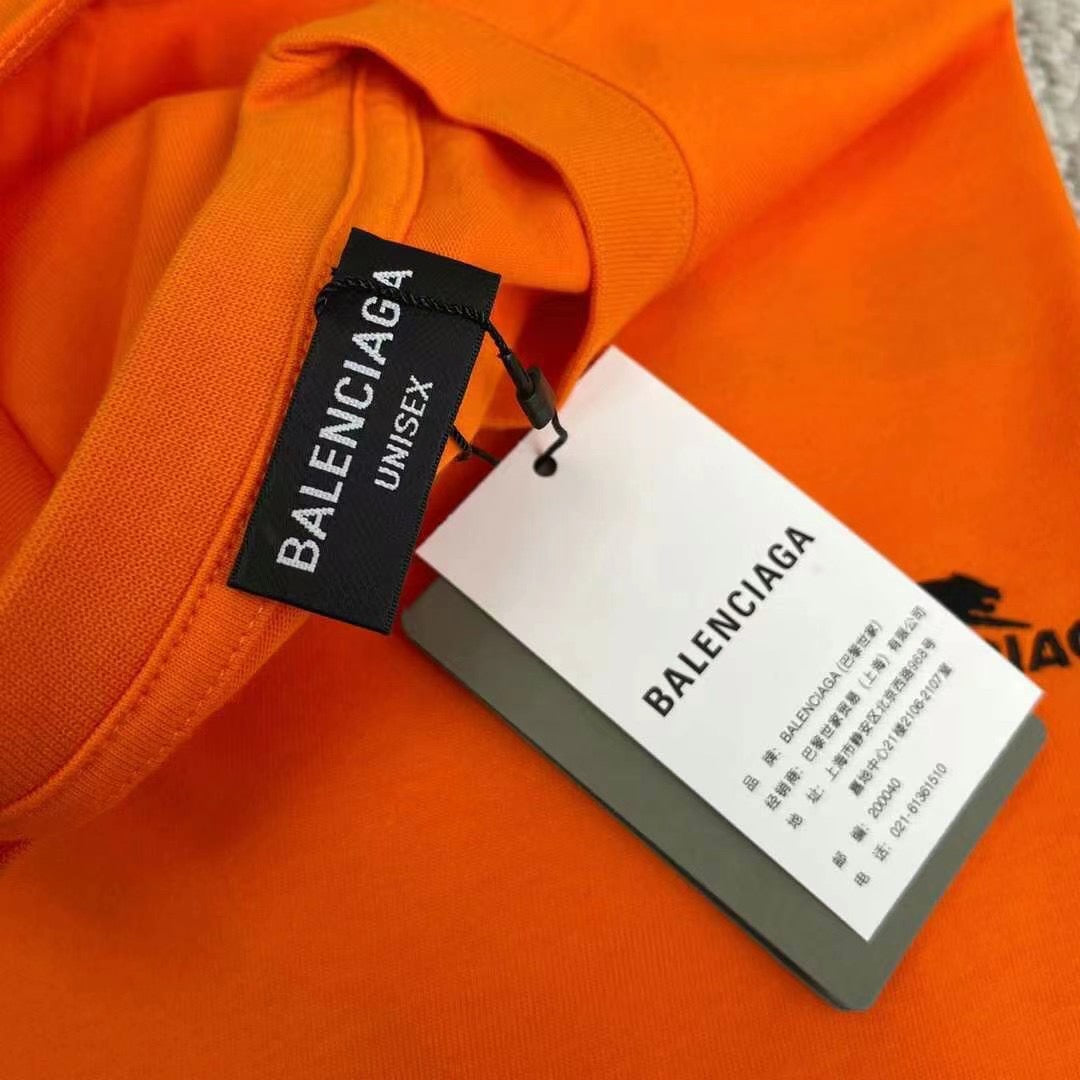 BALENCIAGA
UNISEX
BALENCIAGA
品 牌: BALENCIAGA(巴黎世家)
经销商: 巴黎世家贸易(上海)有限公司
地 址: 上海市静安区北京西路968号
嘉地中心21楼2106-2107室
邮 编: 200040
电 话: 021-61361510